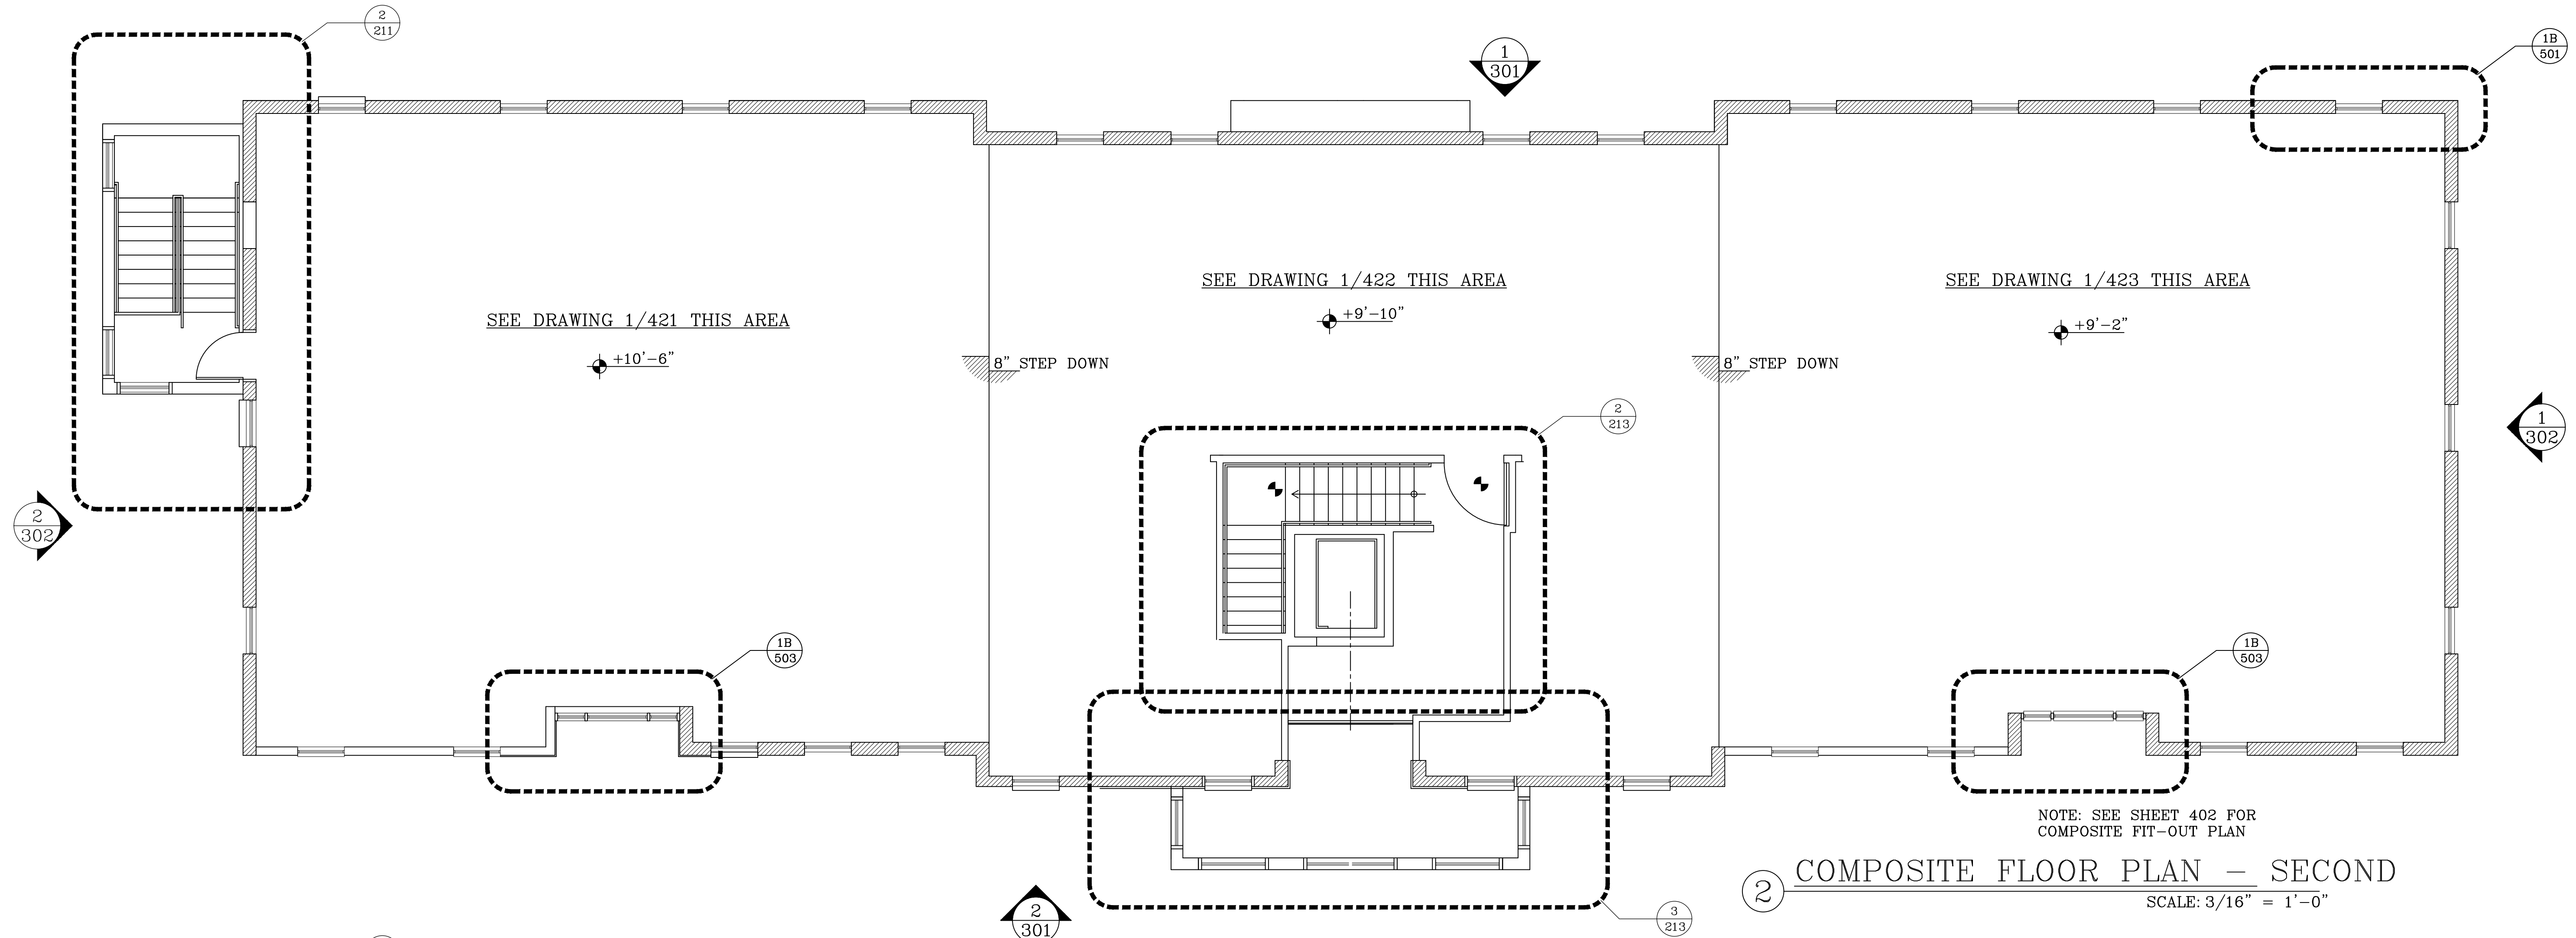 2
211
1
301
1B
501
SEE DRAWING 1/422 THIS AREA
+9'-10"
SEE DRAWING 1/423 THIS AREA
+9'-2"
SEE DRAWING 1/421 THIS AREA
+10'-6"
8" STEP DOWN
8" STEP DOWN
2
213
1
302
2
302
1B
503
1B
503
NOTE: SEE SHEET 402 FOR
COMPOSITE FIT-OUT PLAN
2 COMPOSITE FLOOR PLAN - SECOND
SCALE: 3/16" = 1'-0"
2
301
3
213